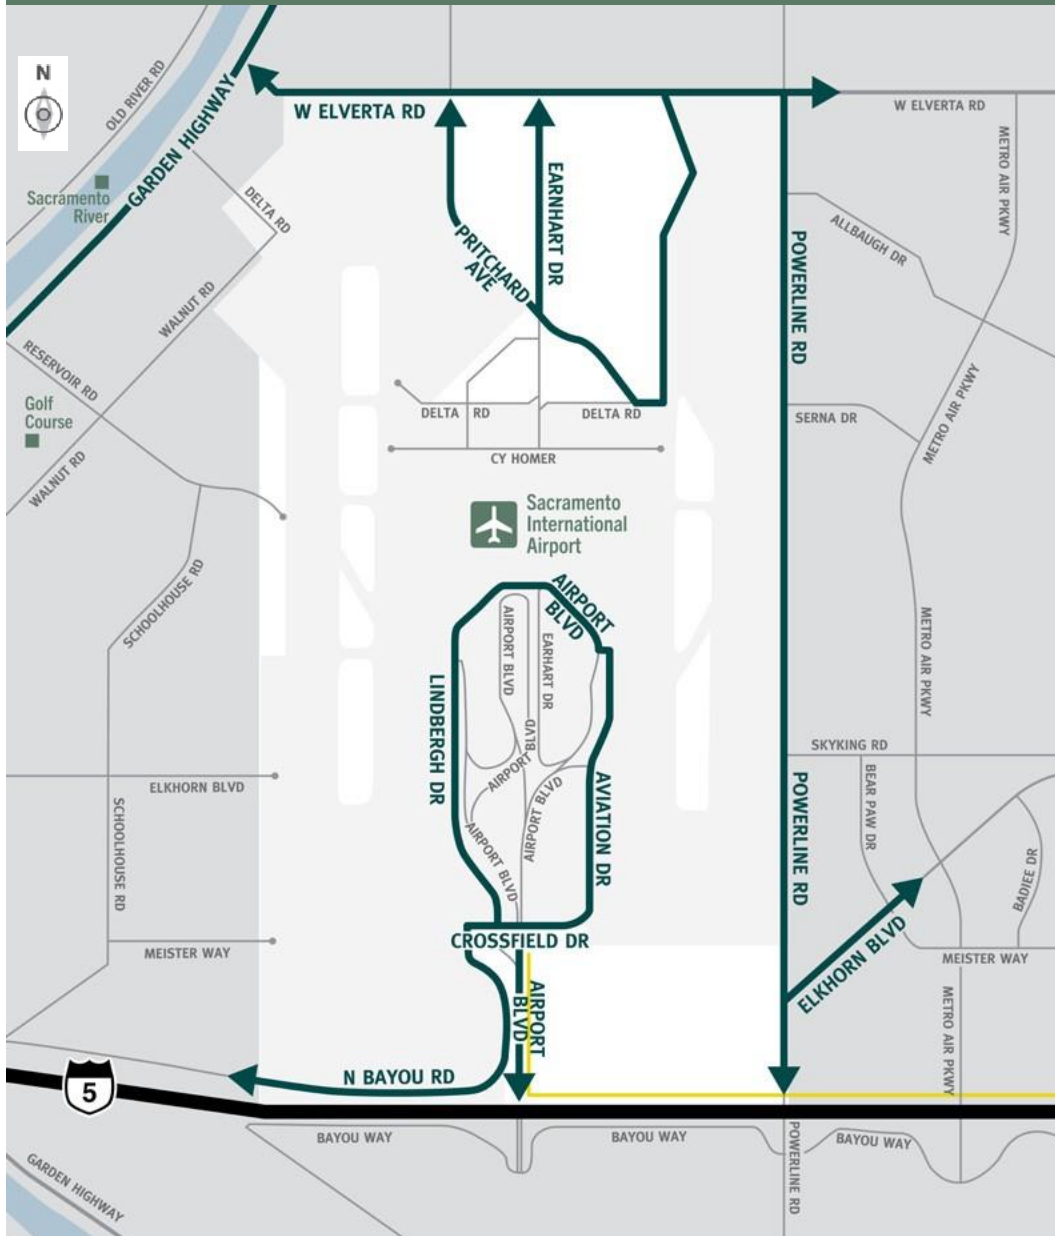 N
OLD RIVER RD
GARDEN HIGHWAY
W ELVERTA RD
W ELVERTA RD
METRO AIR PKWY
Sacramento
River
DELTA RD
EARNHART DR
PRITCHARD
AVE
POWERLINE RD
ALLBAUGH DR
WALNUT RD
RESERVOIR RD
Golf
Course
WALNUT RD
DELTA RD
DELTA RD
SERNA DR
METRO AIR PKWY
CY HOMER
Sacramento
International
Airport
SCHOOLHOUSE RD
AIRPORT
BLVD
AIRPORT BLVD
EARHART DR
METRO AIR PKWY
LINDBERGH DR
BLVD
AIRPORT
SKYKING RD
ELKHORN BLVD
SCHOOLHOUSE RD
AIRPORT BLVD
AIRPORT BLVD
AVIATION DR
POWERLINE RD
BEAR PAW DR
BADIEE DR
CROSSFIELD DR
MEISTER WAY
ELKHORN BLVD
MEISTER WAY
AIRPORT
BLVD
METRO AIR PKWY
N BAYOU RD
5
BAYOU WAY
BAYOU WAY
POWERLINE RD
BAYOU WAY
GARDEN HIGHWAY